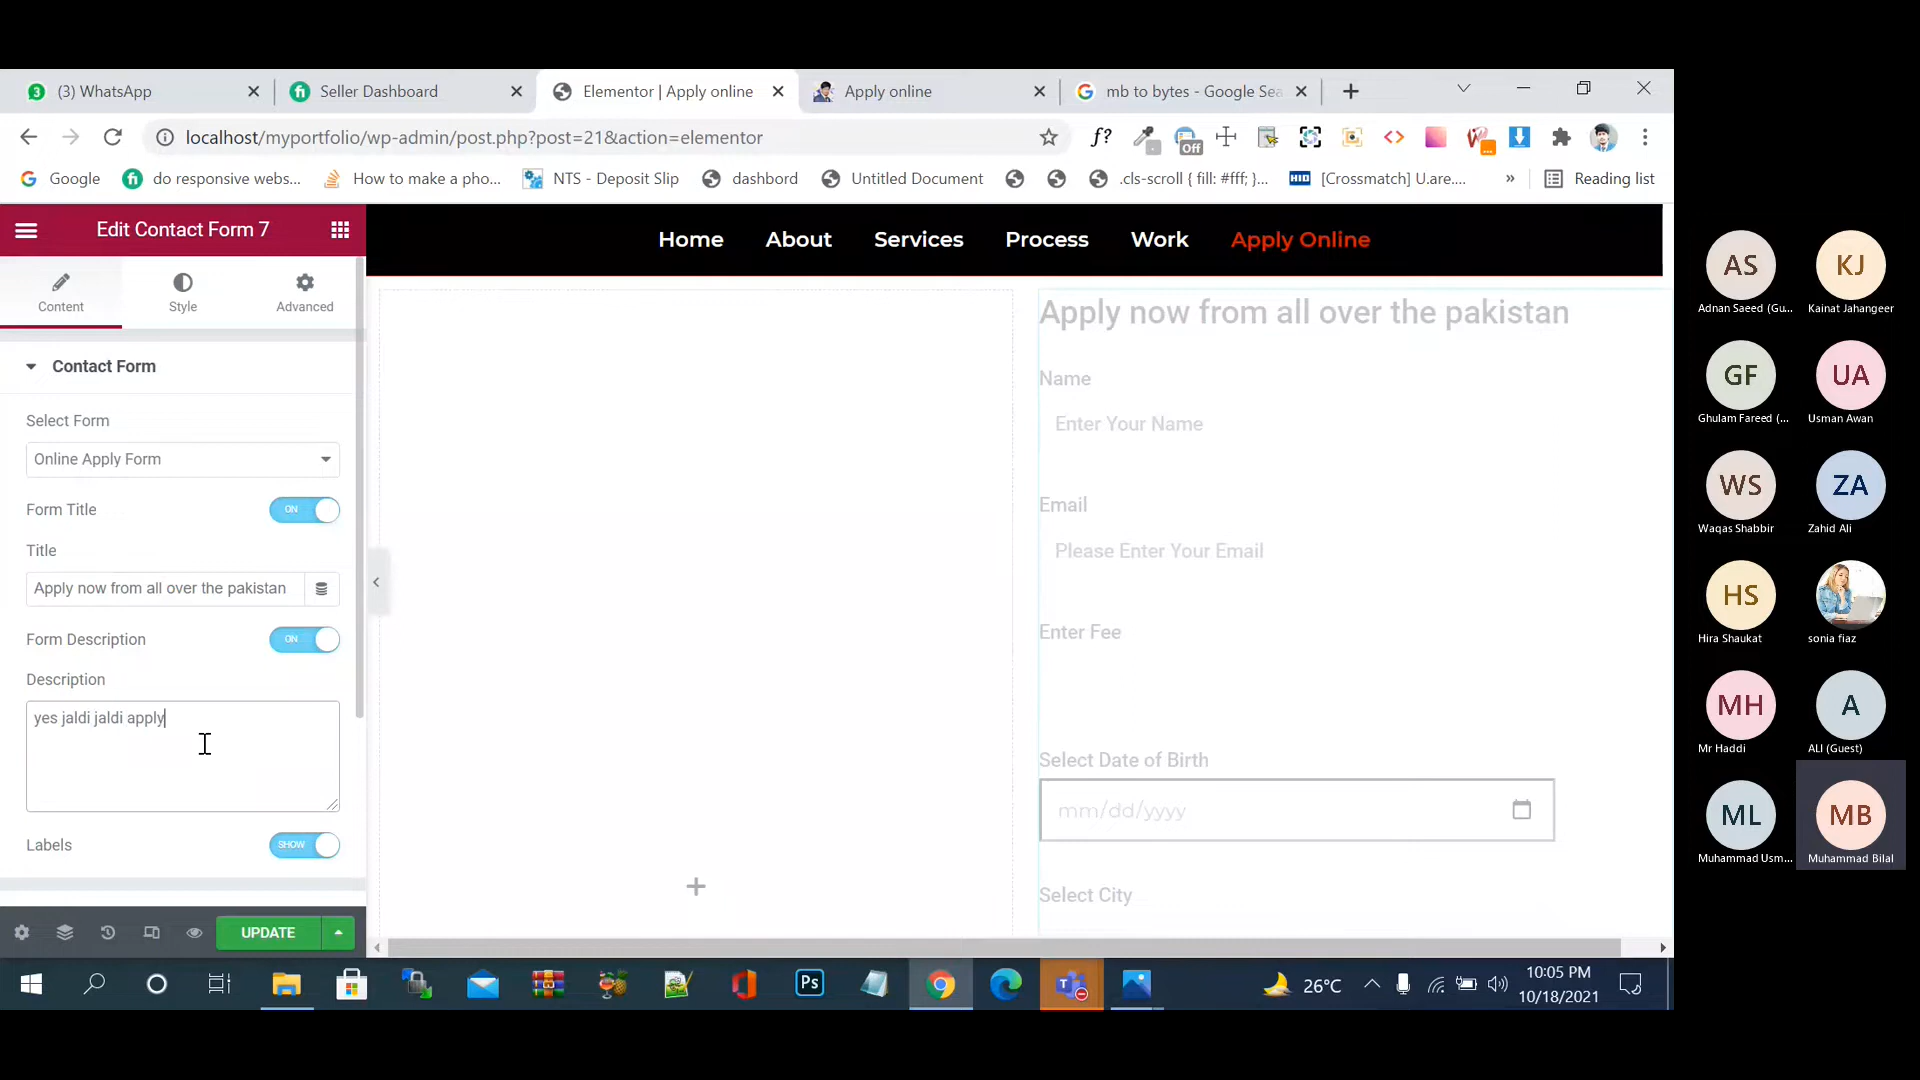 (3) WhatsApp
Seller Dashboard
Elementor | Apply online
Apply online
mb to bytes - Google Sea
localhost/myportfolio/wp-admin/post.php?post=21&action=elementor
f?
Off
Google
do responsive webs...
How to make a pho...
NTS - Deposit Slip
dashbord
Untitled Document
.cls-scroll { fill: #fff; }...
HID
[Crossmatch] U.are....
»
Reading list
Edit Contact Form 7
Home
About
Services
Process
Work
Apply Online
Content
Style
Advanced
Contact Form
Select Form
Online Apply Form
Form Title
ON
Title
Apply now from all over the pakistan
Form Description
ON
Description
yes jaldi jaldi apply
Labels
SHOW
UPDATE
Apply now from all over the pakistan
Name
Enter Your Name
Email
Please Enter Your Email
Enter Fee
Select Date of Birth
mm/dd/yyyy
Select City
AS
Adnan Saeed (Gu...
KJ
Kainat Jahangeer
GF
Ghulam Fareed (...
UA
Usman Awan
WS
Waqas Shabbir
ZA
Zahid Ali
HS
Hira Shaukat
sonia fiaz
MH
Mr Haddi
A
ALI (Guest)
ML
Muhammad Usm...
MB
Muhammad Bilal
Ps
26°C
10:05 PM
10/18/2021